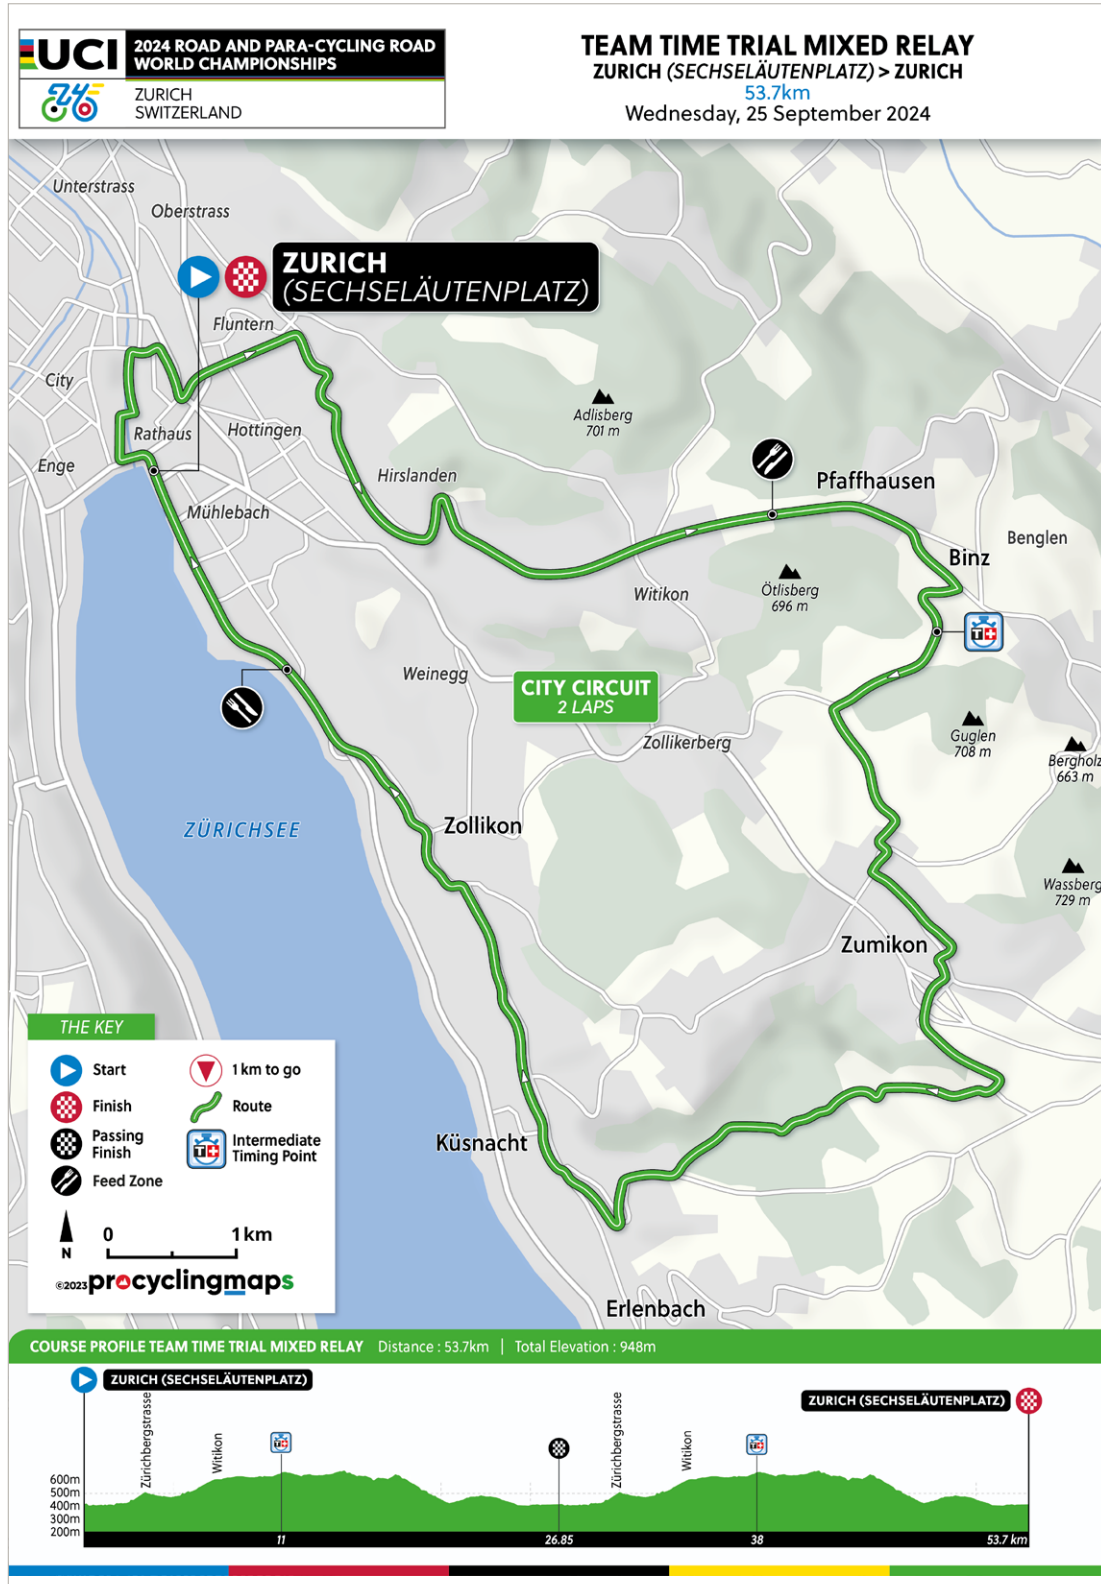 UCI
2024 ROAD AND PARA-CYCLING ROAD
WORLD CHAMPIONSHIPS
ZURICH
SWITZERLAND
TEAM TIME TRIAL MIXED RELAY
ZURICH (SECHSELÄUTENPLATZ) > ZURICH
53.7km
Wednesday, 25 September 2024
Unterstrass
Oberstrass
ZURICH
(SECHSELÄUTENPLATZ)
Fluntern
City
Adlisberg
701 m
Rathaus
Hottingen
Enge
Hirslanden
Pfaffhausen
Mühlebach
Benglen
Binz
Witikon
Ötlisberg
696 m
T
Weinegg
CITY CIRCUIT
2 LAPS
Guglen
708 m
Zollikerberg
Bergholz
663 m
ZÜRICHSEE
Zollikon
Wassberg
729 m
Zumikon
THE KEY
Start
1 km to go
Finish
Route
Passing
Finish
T
Intermediate
Timing Point
Feed Zone
Küsnacht
N
0 1 km
©2023 procyclingmaps
Erlenbach
COURSE PROFILE TEAM TIME TRIAL MIXED RELAY Distance : 53.7km | Total Elevation : 948m
ZURICH (SECHSELÄUTENPLATZ)
ZURICH (SECHSELÄUTENPLATZ)
Zürichbergstrasse
Witikon
T
Zürichbergstrasse
Witikon
T
600m
500m
400m
300m
200m
11
26.85
38
53.7 km